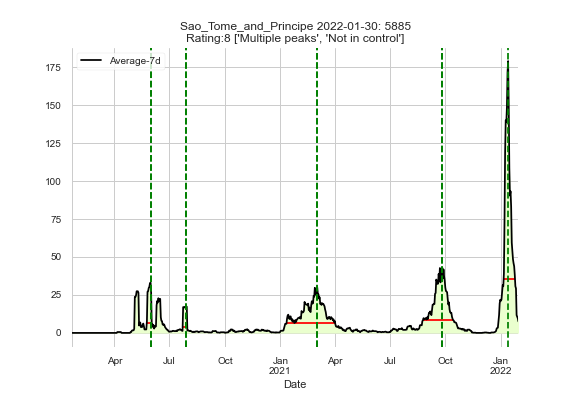 Sao_Tome_and_Principe 2022-01-30: 5885
Rating:8 ['Multiple peaks', 'Not in control']
Average-7d
175
150
125
100
75
50
25
0
Apr Jul Oct Jan Apr Jul Oct Jan
2021 2022
Date